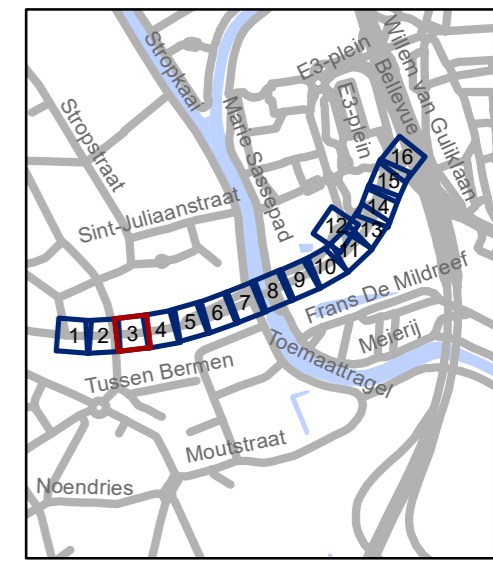 Stropkaai
E3-plein
Willem van Guliklaan
Bellevue
Stropstraat
Marie Sassepad
E3-plein
Sint-Juliaanstraat
16
15
14
13
12
11
10
9
8
7
6
5
4
3
2
1
Frans De Mildreef
Meierij
Toemaattragel
Tussen Bermen
Moutstraat
Noendries